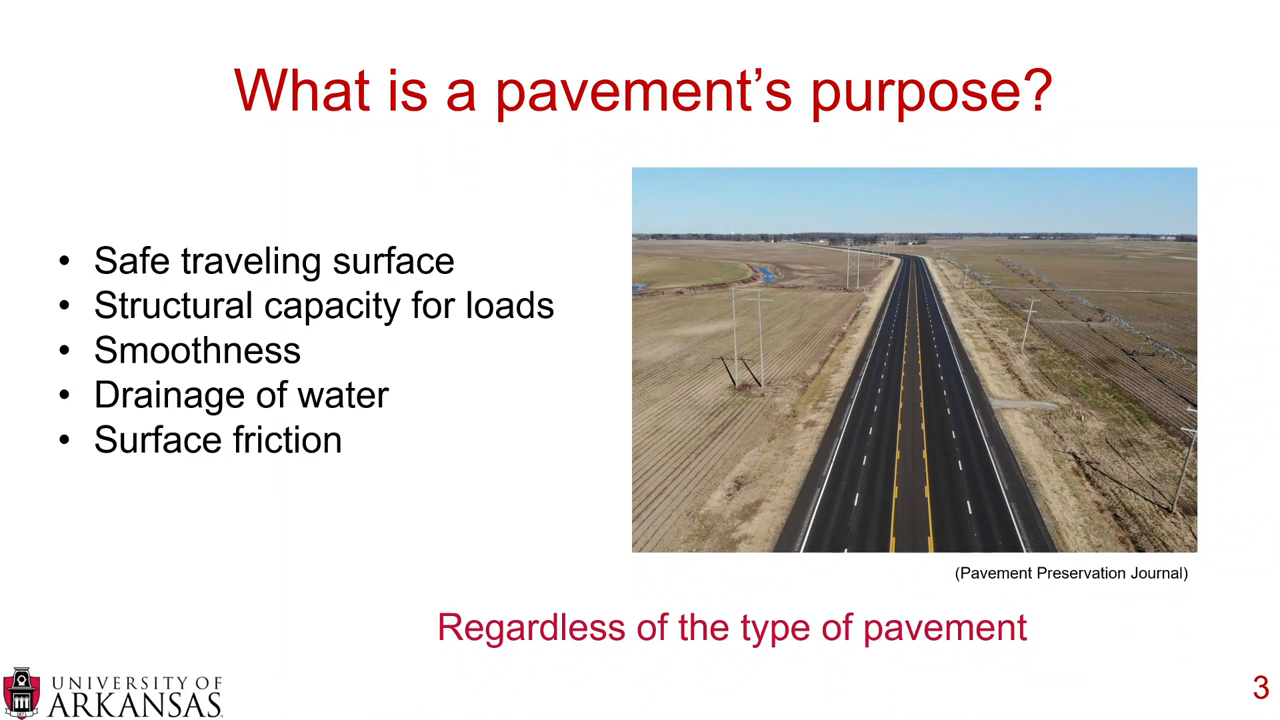 What is a pavement’s purpose?
• Safe traveling surface
• Structural capacity for loads
• Smoothness
• Drainage of water
• Surface friction
(Pavement Preservation Journal)
Regardless of the type of pavement
UNIVERSITY OF
ARKANSAS
3